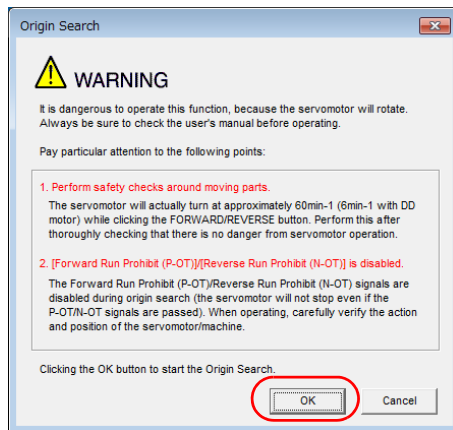 Origin Search
WARNING
It is dangerous to operate this function, because the servomotor will rotate.
Always be sure to check the user's manual before operating.
Pay particular attention to the following points:
1. Perform safety checks around moving parts.
The servomotor will actually turn at approximately 60min-1 (6min-1 with DD
motor) while clicking the FORWARD/REVERSE button. Perform this after
thoroughly checking that there is no danger from servomotor operation.
2. [Forward Run Prohibit (P-OT)]/[Reverse Run Prohibit (N-OT)] is disabled.
The Forward Run Prohibit (P-OT)/Reverse Run Prohibit (N-OT) signals are
disabled during origin search (the servomotor will not stop even if the
P-OT/N-OT signals are passed). When operating, carefully verify the action
and position of the servomotor/machine.
Clicking the OK button to start the Origin Search.
OK
Cancel